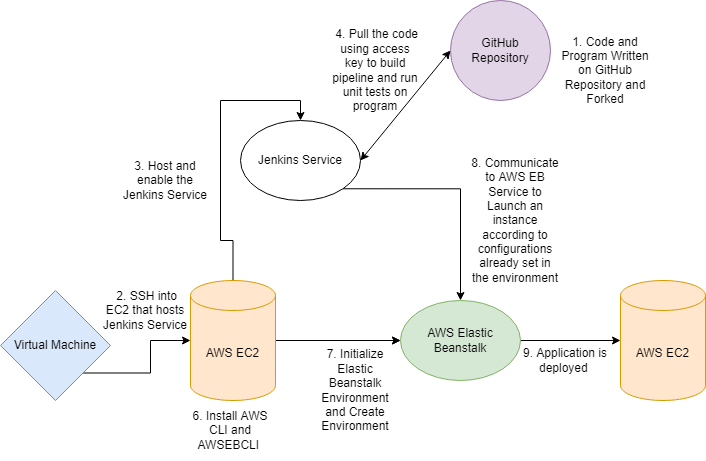 4. Pull the code
using access
key to build
pipeline and run
unit tests on
program
GitHub
Repository
1. Code and
Program Written
on GitHub
Repository and
Forked
3. Host and
enable the
Jenkins Service
Jenkins Service
8. Communicate
to AWS EB
Service to
Launch an
instance
according to
configurations
already set in
the environment
2. SSH into
EC2 that hosts
Jenkins Service
Virtual Machine
AWS EC2
6. Install AWS
CLI and
AWSEBCLI
7. Initialize
Elastic
Beanstalk
Environment
and Create
Environment
AWS Elastic
Beanstalk
9. Application is
deployed
AWS EC2